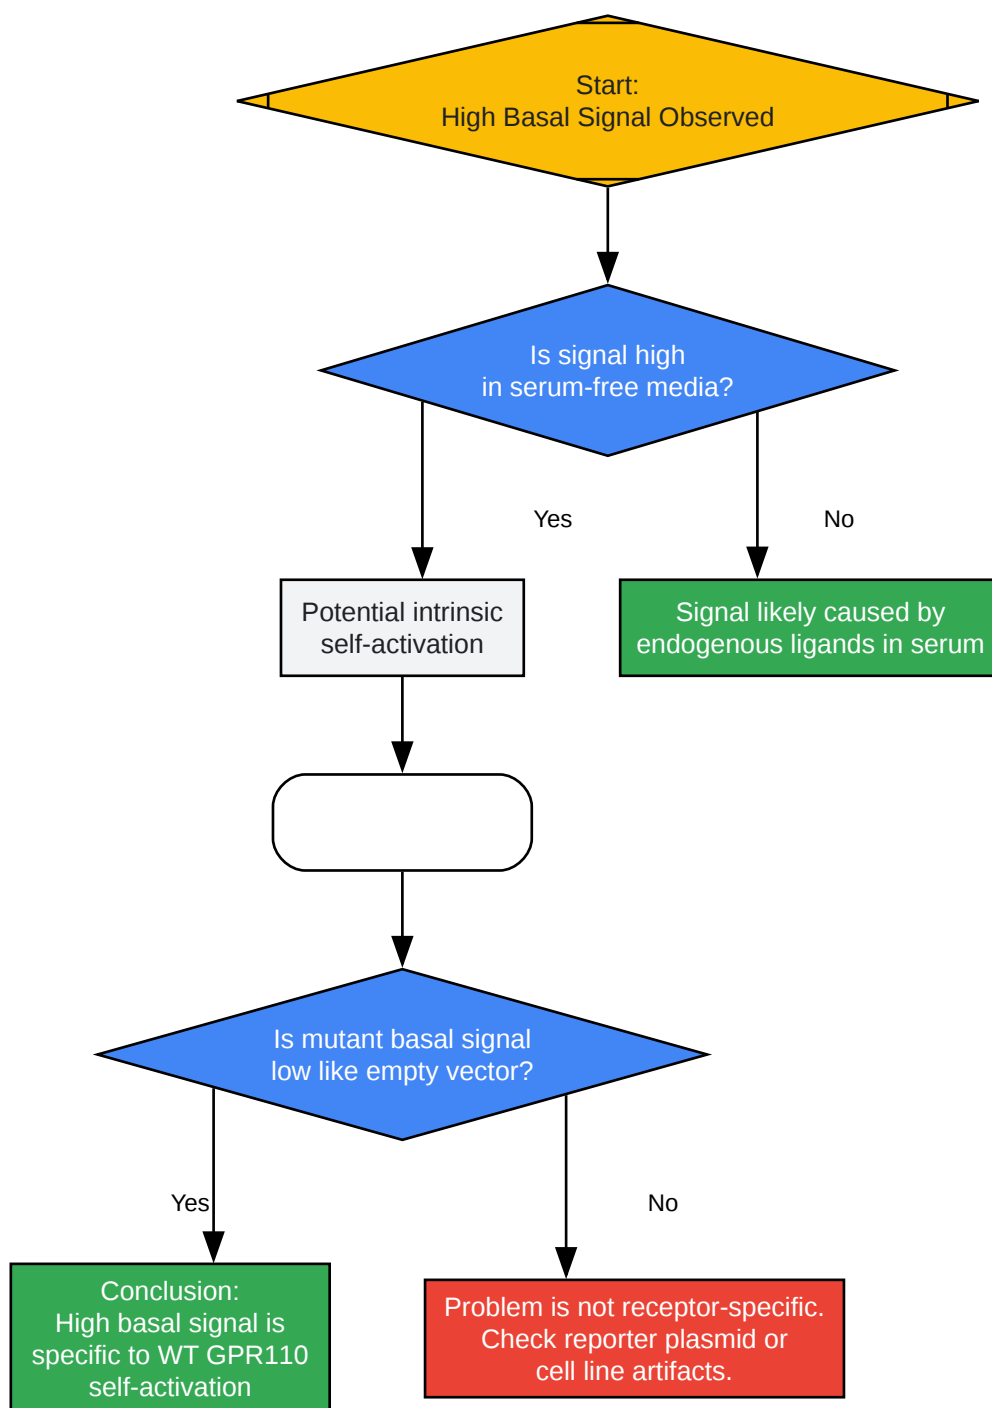 Start:
High Basal Signal Observed
Is signal high
in serum-free media?
Yes
No
Potential intrinsic
self-activation
Signal likely caused by
endogenous ligands in serum
Is mutant basal signal
low like empty vector?
Yes
No
Conclusion:
High basal signal is
specific to WT GPR110
self-activation
Problem is not receptor-specific.
Check reporter plasmid or
cell line artifacts.